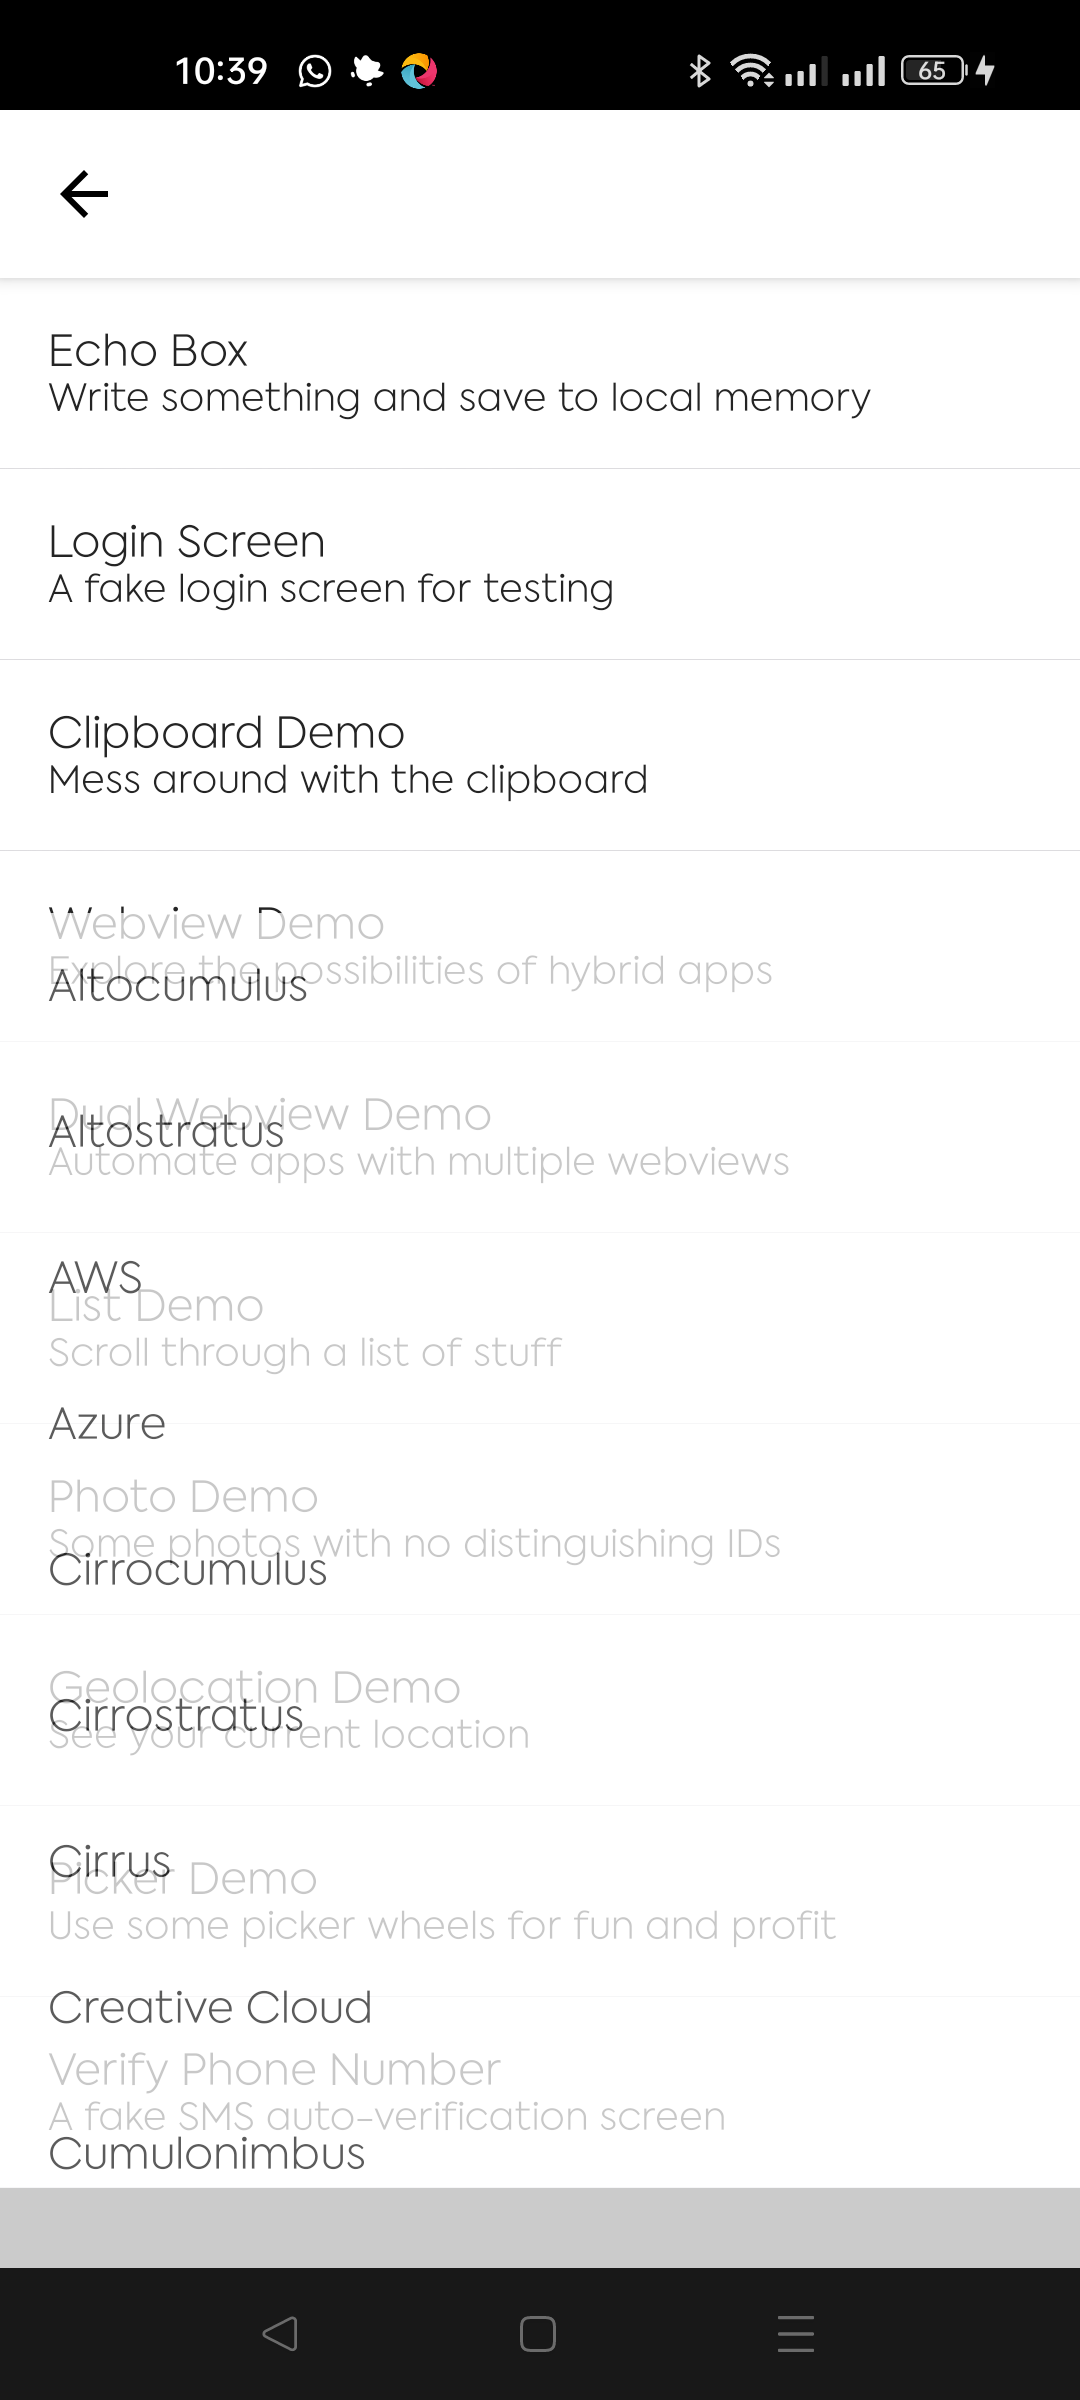 10:39
65
Echo Box
Write something and save to local memory
Login Screen
A fake login screen for testing
Clipboard Demo
Mess around with the clipboard
Webview Demo
Explore the possibilities of hybrid apps
Altocumulus
Dual Webview Demo
Altostratus
Automate apps with multiple webviews
AWS
List Demo
Scroll through a list of stuff
Azure
Photo Demo
Some photos with no distinguishing IDs
Cirrocumulus
Geolocation Demo
Cirrostratus
See your current location
Cirrus
Picker Demo
Use some picker wheels for fun and profit
Creative Cloud
Verify Phone Number
A fake SMS auto-verification screen
Cumulonimbus